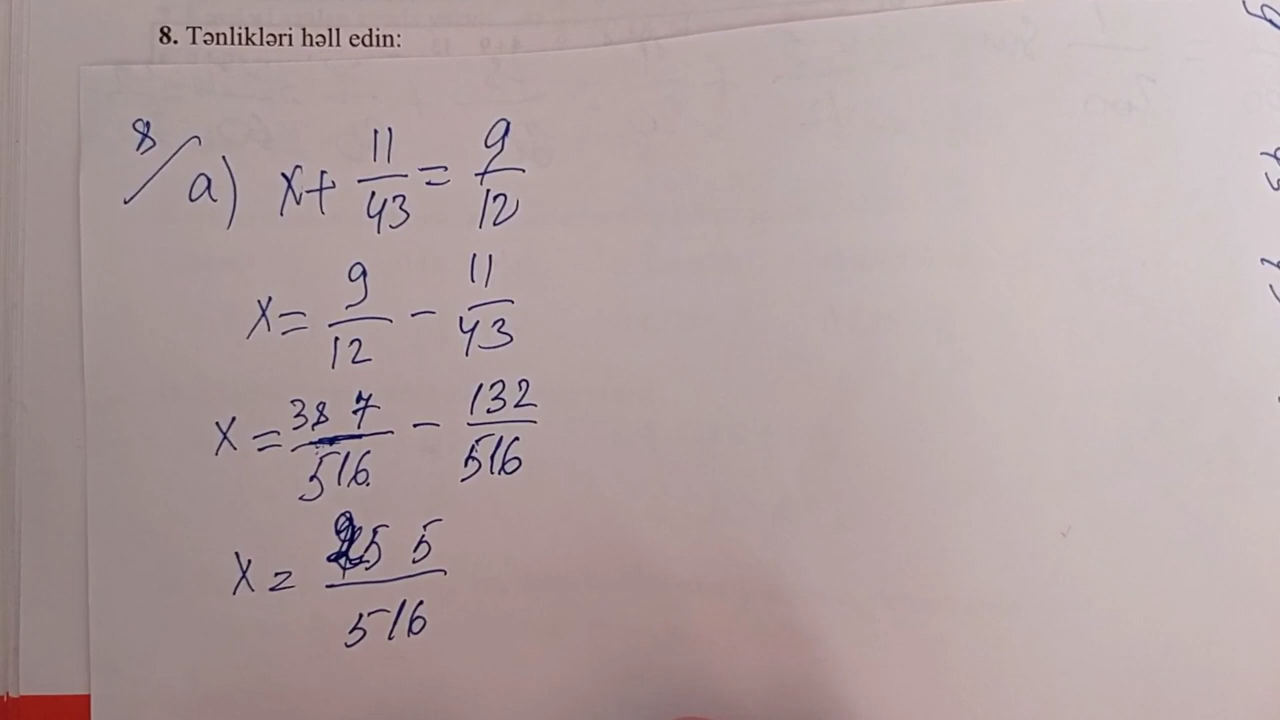 8. Tənlikləri həll edin:
8/ a) x + 11/43 = 9/12
x = 9/12 - 11/43
x = 387/516 - 132/516
x = 255/516